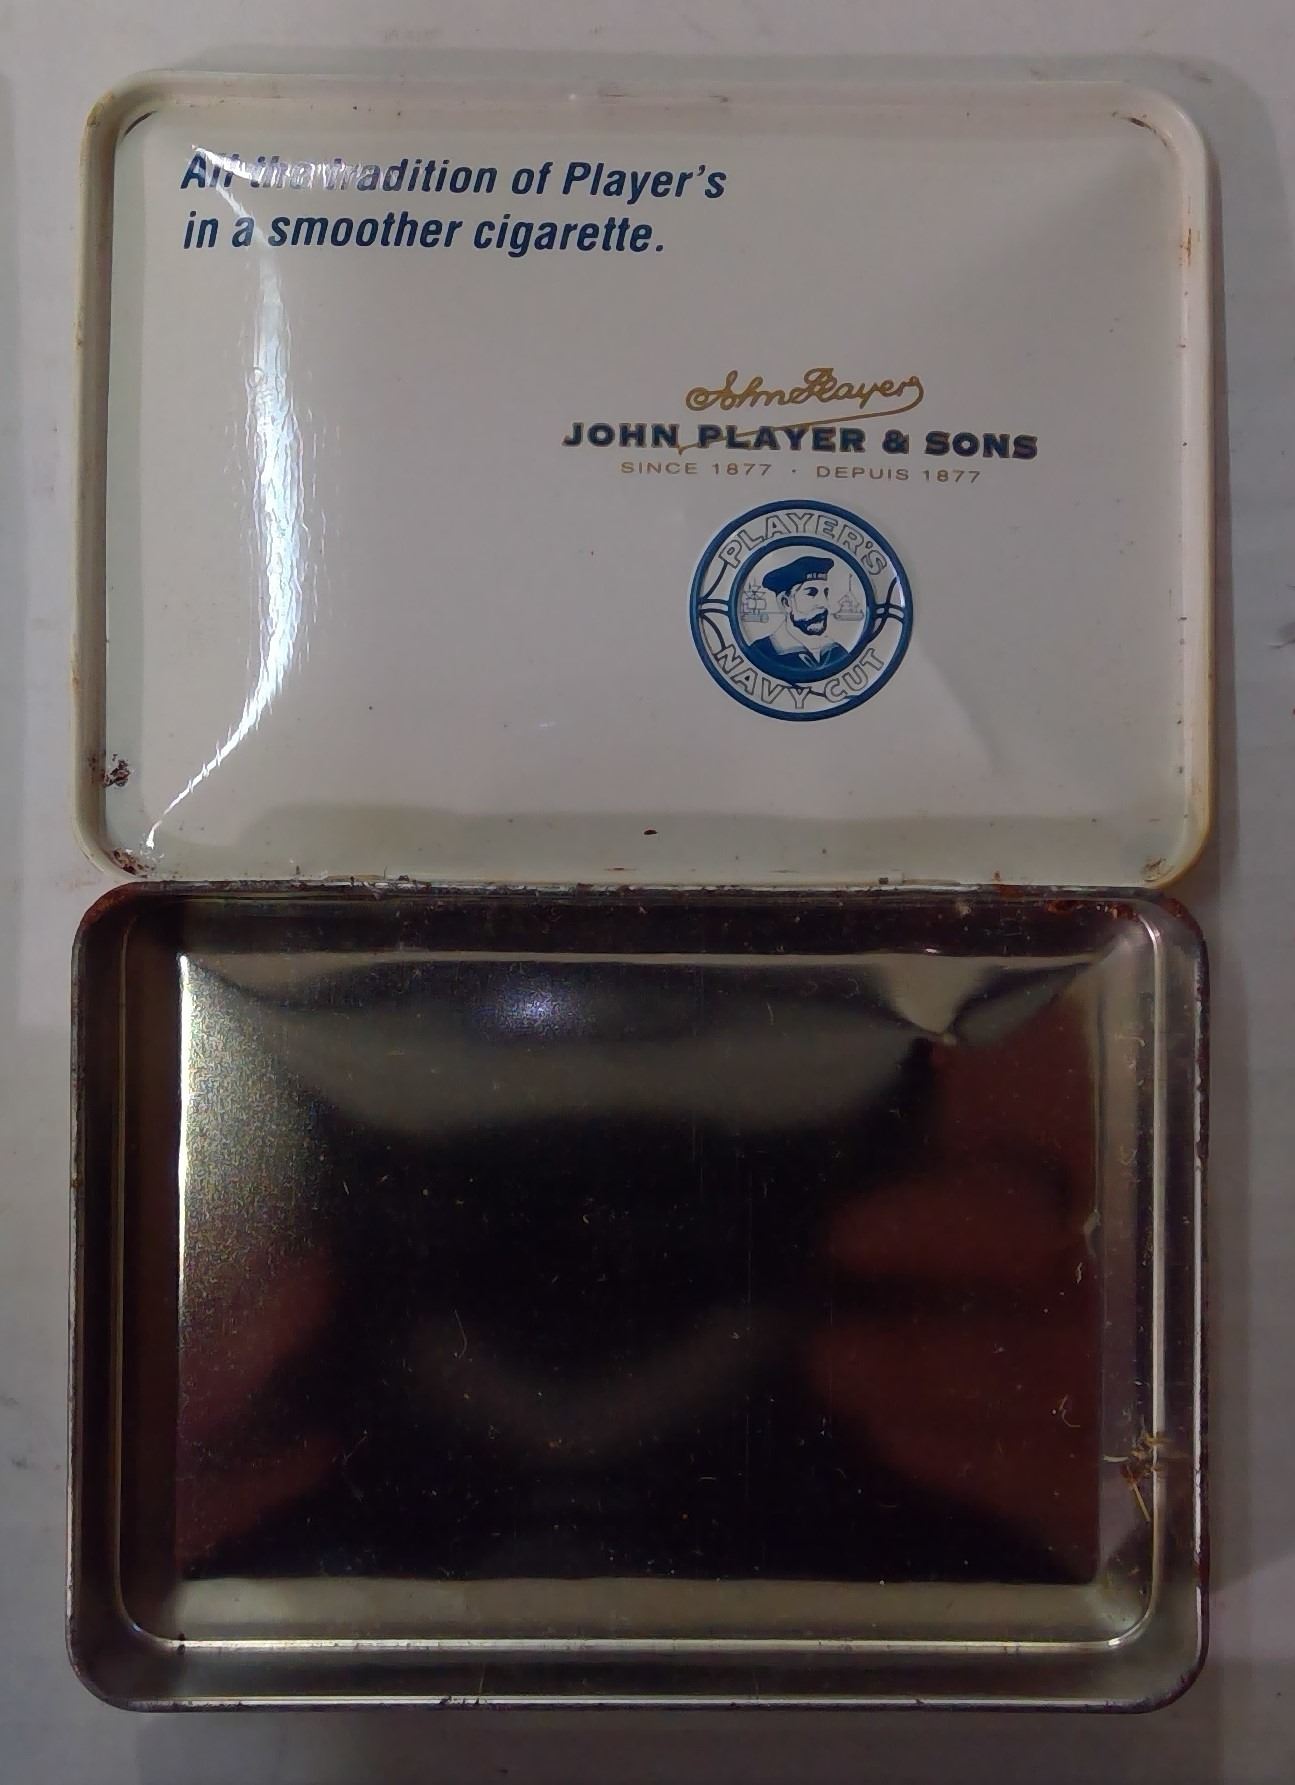 All the tradition of Player's
in a smoother cigarette.
John Player
JOHN PLAYER & SONS
SINCE 1877 · DEPUIS 1877
PLAYER'S
NAVY CUT